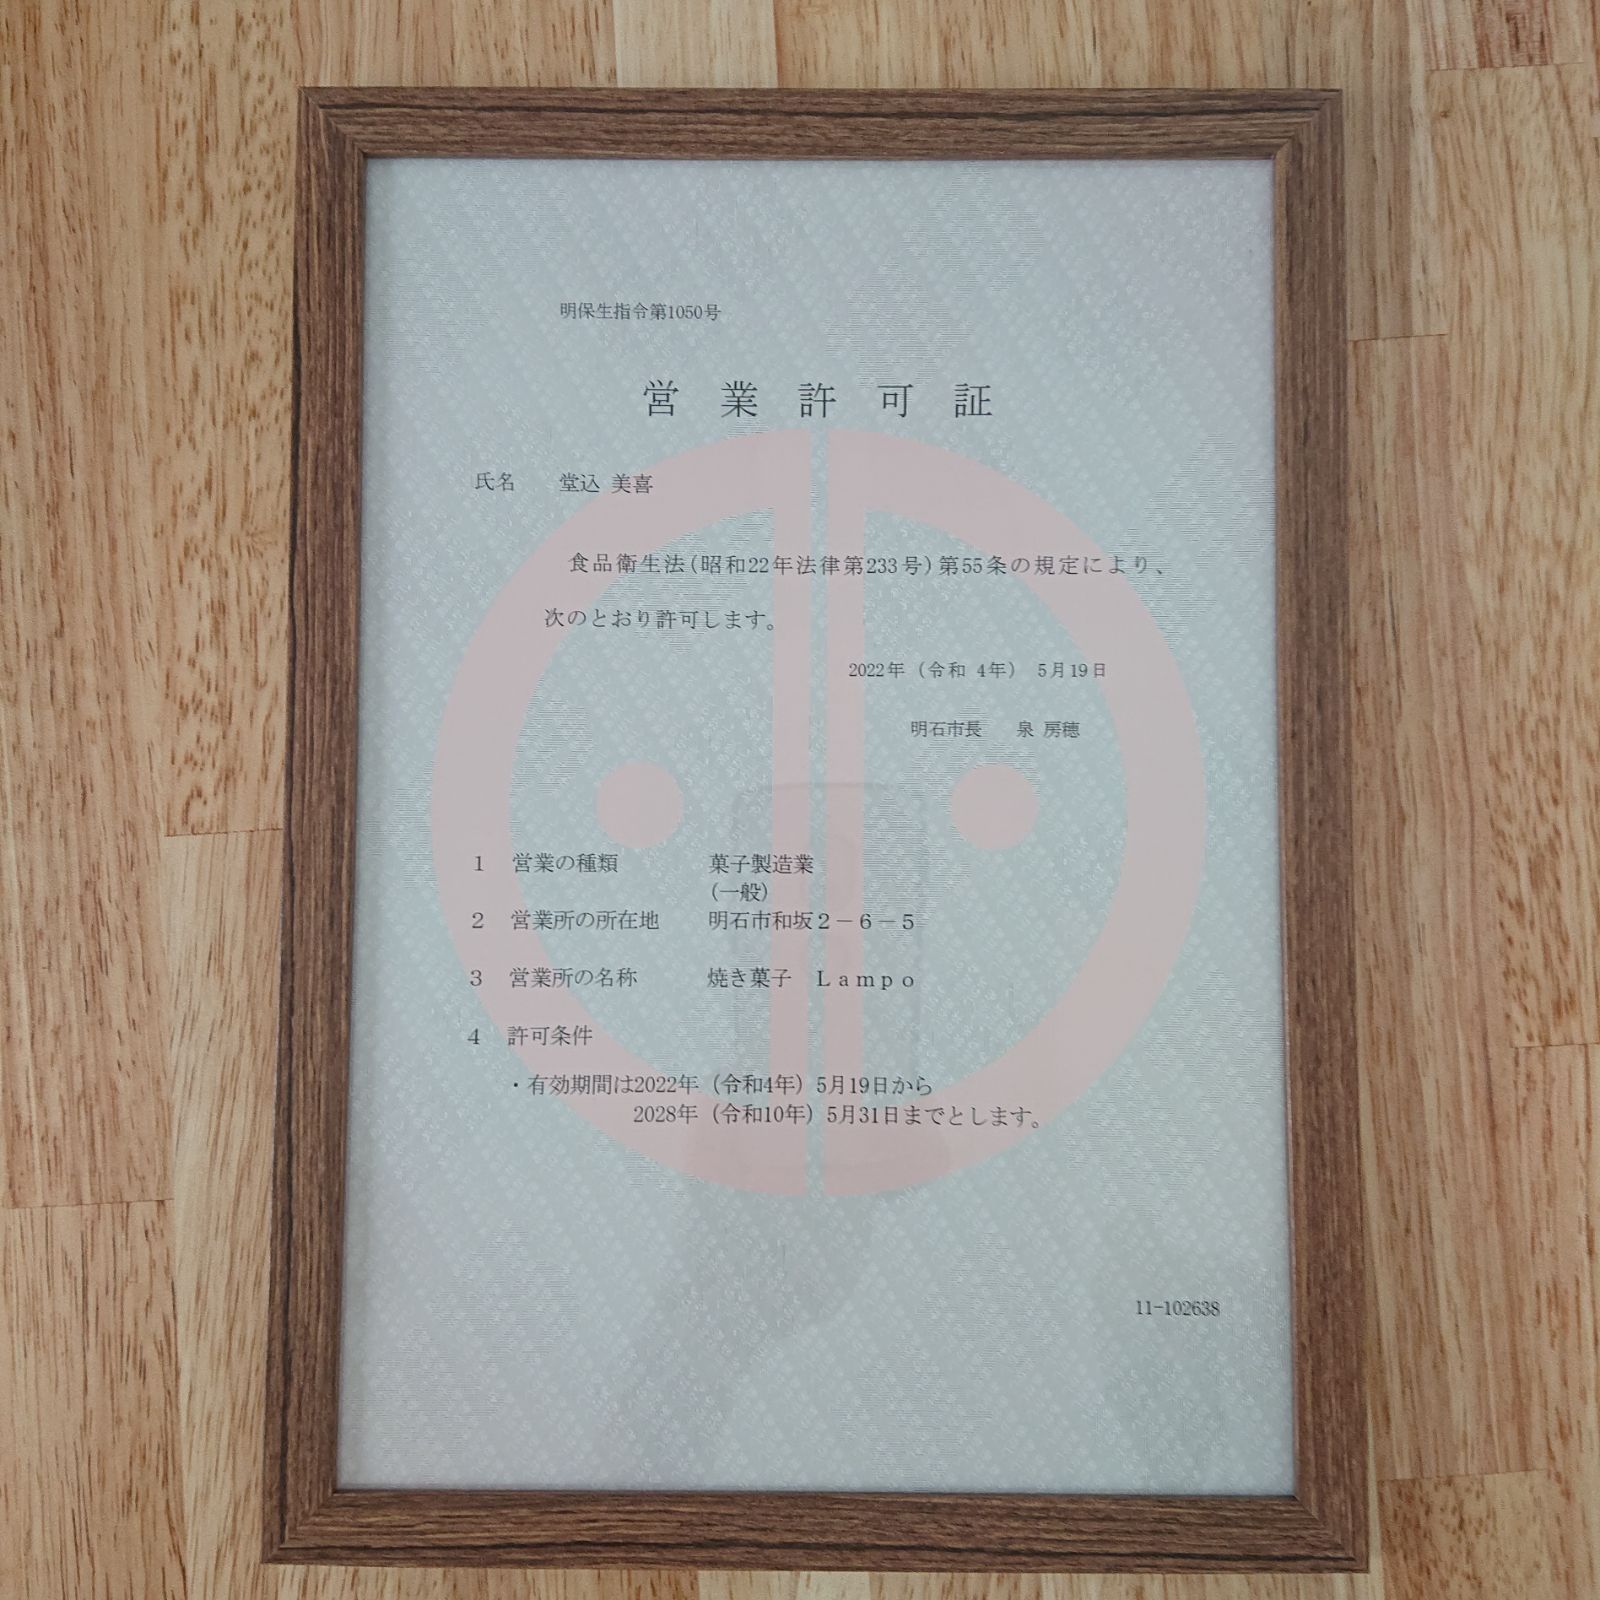 明保生指令第1050号
営業許可証
氏名　堂込 美喜
食品衛生法(昭和22年法律第233号)第55条の規定により、
次のとおり許可します。
2022年（令和 4年） 5月19日
明石市長　泉 房穂
1　営業の種類　菓子製造業
（一般）
2　営業所の所在地　明石市和坂２－６－５
3　営業所の名称　焼き菓子　Ｌａｍｐｏ
4　許可条件
・有効期間は2022年（令和4年）5月19日から
2028年（令和10年）5月31日までとします。
11-102638